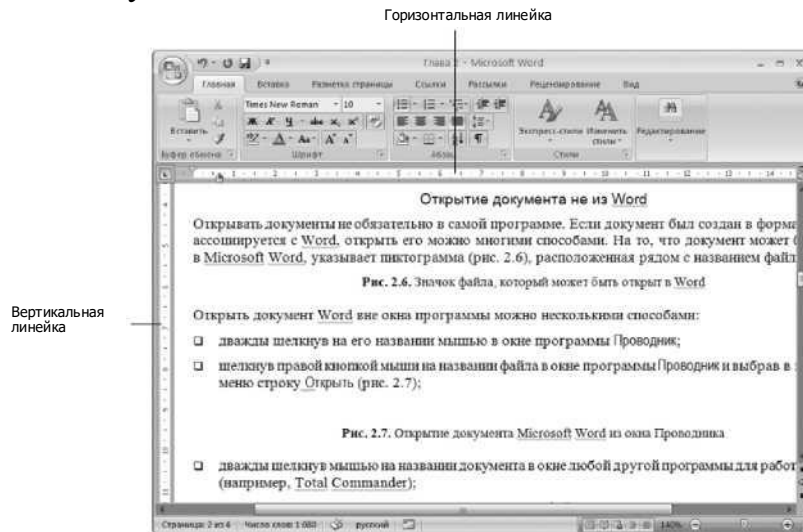 Горизонтальная линейка
Глава 2 - Microsoft Word
Главная Вставка Разметка страницы Ссылки Рассылки Рецензирование Вид
Times New Roman 10
Вставить
Экспресс-стили Изменить стили Редактирование
Буфер обмена Шрифт Абзац Стили
Открытие документа не из Word
Открывать документы не обязательно в самой программе. Если документ был создан в форма
ассоциируется с Word, открыть его можно многими способами. На то, что документ может
в Microsoft Word, указывает пиктограмма (рис. 2.6), расположенная рядом с названием файл
Рис. 2.6. Значок файла, который может быть открыт в Word
Вертикальная
линейка
Открыть документ Word вне окна программы можно несколькими способами:
дважды щелкнув на его названии мышью в окне программы Проводник;
щелкнув правой кнопкой мыши на названии файла в окне программы Проводник и выбрав в
меню строку Открыть (рис. 2.7);
Рис. 2.7. Открытие документа Microsoft Word из окна Проводника
дважды щелкнув мышью на названии документа в окне любой другой программы для работ
(например, Total Commander);
Страница: 2 из 4 Число слов: 1 080 русский 140%